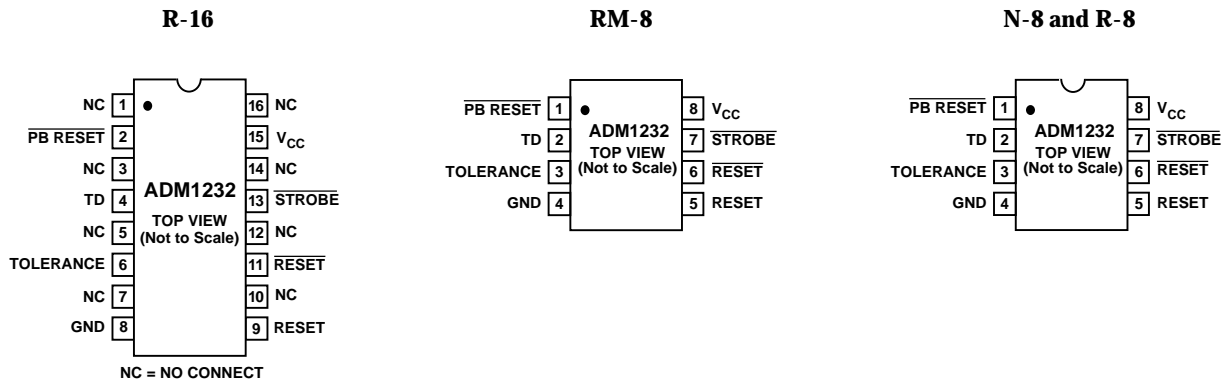 R-16
NC 1
PB RESET 2
NC 3
TD 4
NC 5
TOLERANCE 6
NC 7
GND 8
16 NC
15 VCC
14 NC
13 STROBE
12 NC
11 RESET
10 NC
9 RESET
ADM1232
TOP VIEW
(Not to Scale)
NC = NO CONNECT
RM-8
PB RESET 1
TD 2
TOLERANCE 3
GND 4
8 VCC
7 STROBE
6 RESET
5 RESET
ADM1232
TOP VIEW
(Not to Scale)
N-8 and R-8
PB RESET 1
TD 2
TOLERANCE 3
GND 4
8 VCC
7 STROBE
6 RESET
5 RESET
ADM1232
TOP VIEW
(Not to Scale)